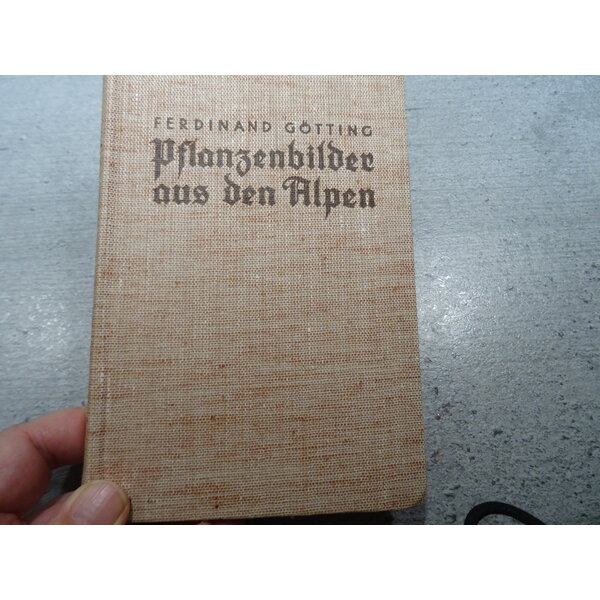 FERDINAND GÖTTING
Pflanzenbilder
aus den Alpen